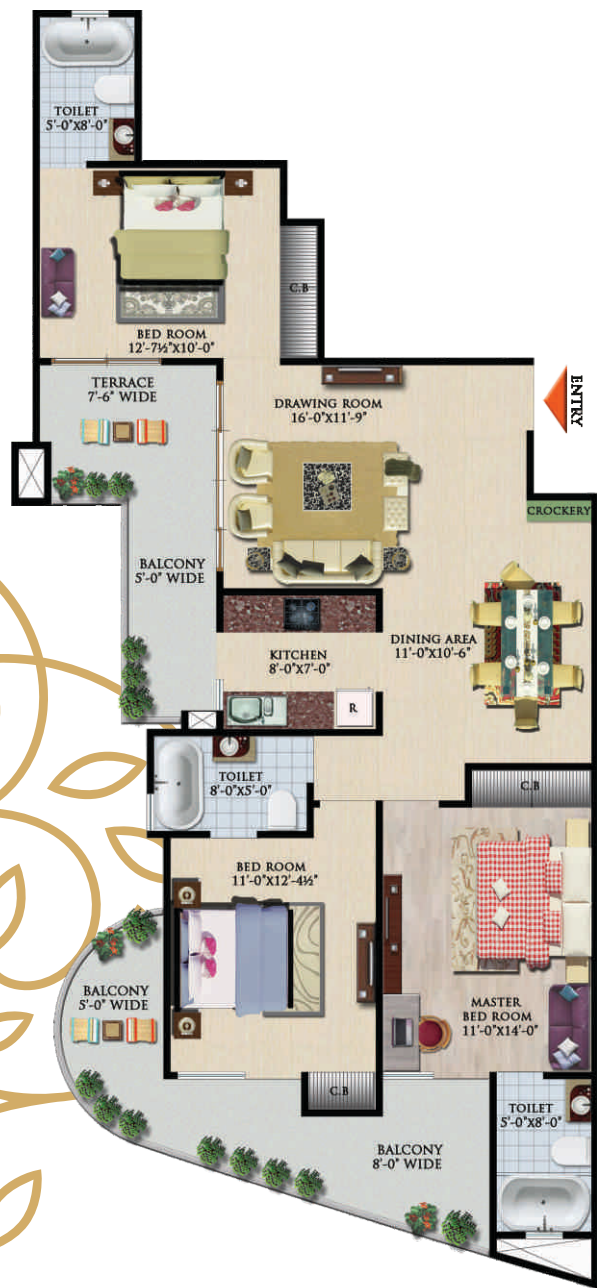 TOILET
5'-0"X8'-0"
C.B
BED ROOM
12'-7½"X10'-0"
TERRACE
7'-6" WIDE
DRAWING ROOM
16'-0"X11'-9"
ENTRY
CROCKERY
BALCONY
5'-0" WIDE
DINING AREA
11'-0"X10'-6"
KITCHEN
8'-0"X7'-0"
R
TOILET
8'-0"X5'-0"
C.B
BED ROOM
11'-0"X12'-4½"
BALCONY
5'-0" WIDE
MASTER
BED ROOM
11'-0"X14'-0"
C.B
TOILET
5'-0"X8'-0"
BALCONY
8'-0" WIDE